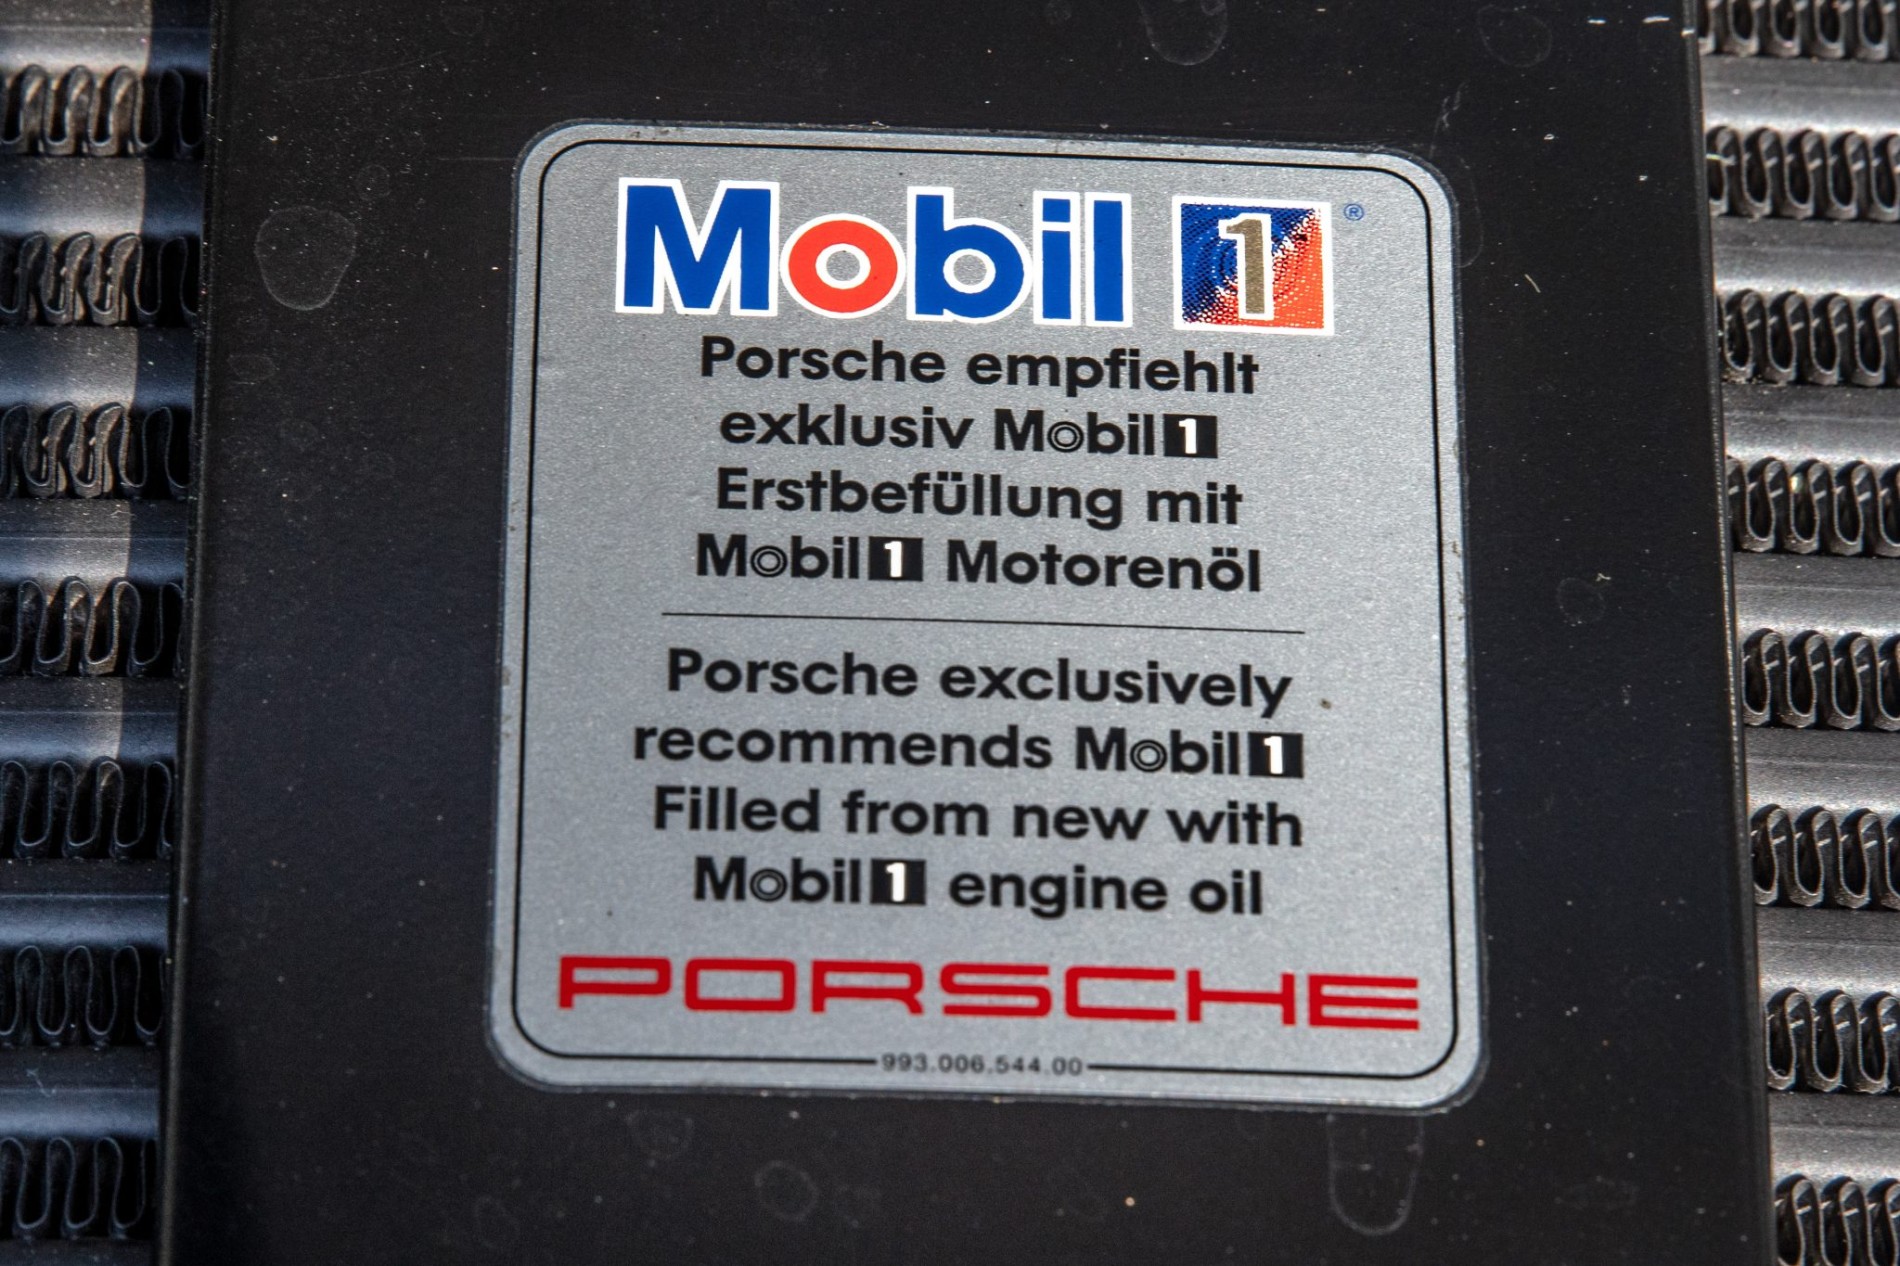 Mobil 1 ®
Porsche empfiehlt
exklusiv Mobil 1
Erstbefüllung mit
Mobil 1 Motorenöl
Porsche exclusively
recommends Mobil 1
Filled from new with
Mobil 1 engine oil
PORSCHE
993.006.544.00